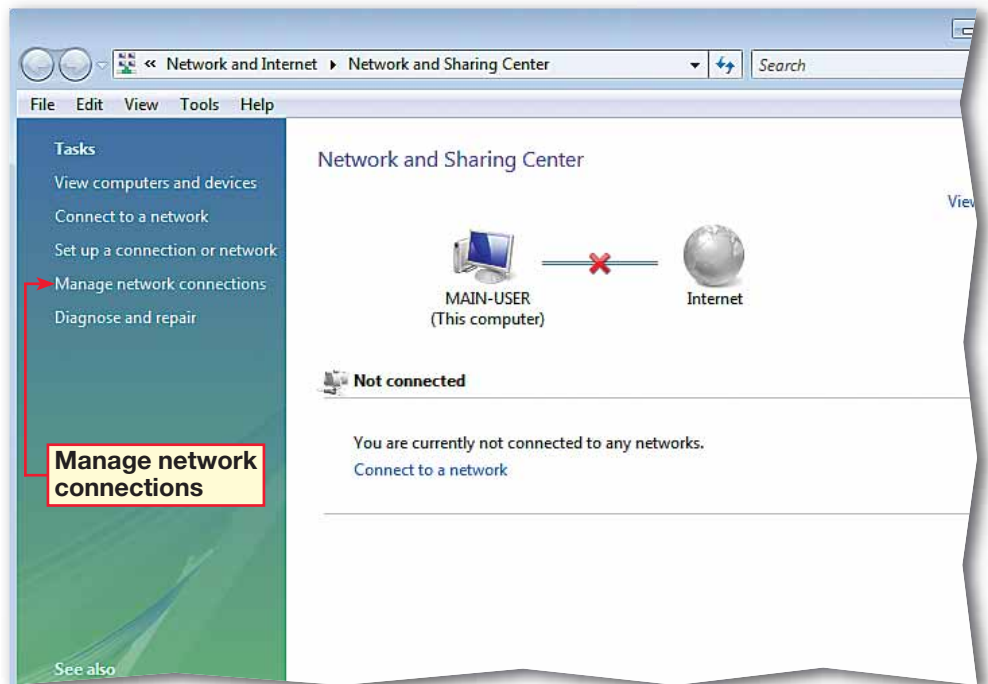 « Network and Internet ▸ Network and Sharing Center
Search
File Edit View Tools Help
Tasks
View computers and devices
Connect to a network
Set up a connection or network
Manage network connections
Diagnose and repair
Manage network
connections
See also
Network and Sharing Center
View
MAIN-USER
(This computer)
Internet
Not connected
You are currently not connected to any networks.
Connect to a network